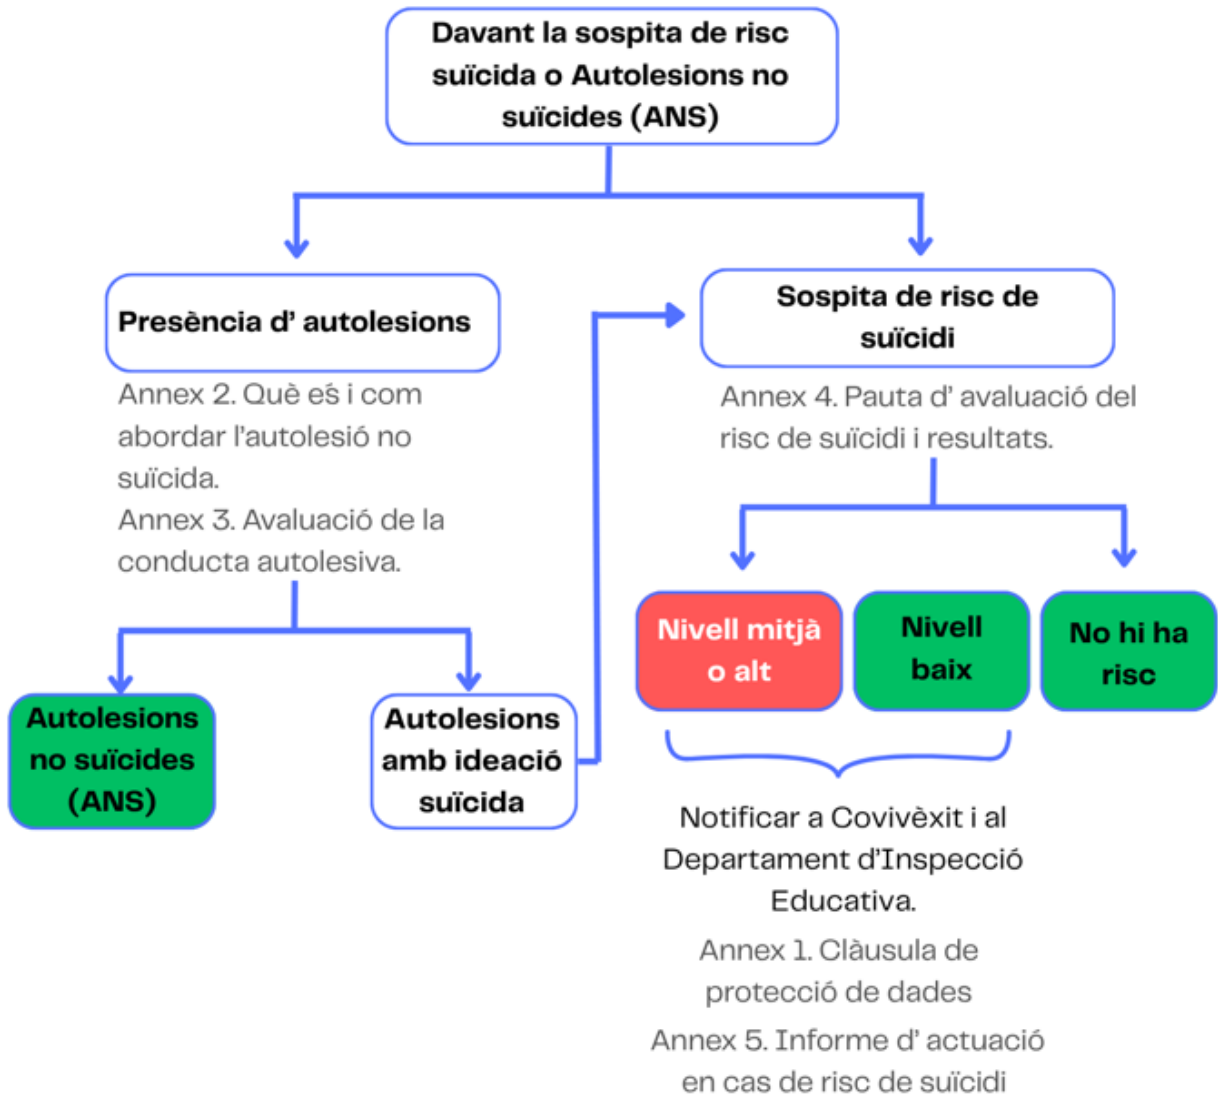 Davant la sospita de risc
suïcida o Autolesions no
suïcides (ANS)
Presència d' autolesions
Annex 2. Què eś i com
abordar l'autolesió no
suïcida.
Annex 3. Avaluació de la
conducta autolesiva.
Autolesions
no suïcides
(ANS)
Autolesions
amb ideació
suïcida
Sospita de risc de
suïcidi
Annex 4. Pauta d' avaluació del
risc de suïcidi i resultats.
Nivell mitjà
o alt
Nivell
baix
No hi ha
risc
Notificar a Covivèxit i al
Departament d'Inspecció
Educativa.
Annex 1. Clàusula de
protecció de dades
Annex 5. Informe d' actuació
en cas de risc de suïcidi